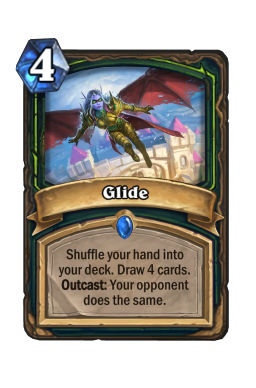 4
Glide
Shuffle your hand into
your deck. Draw 4 cards.
Outcast: Your opponent
does the same.